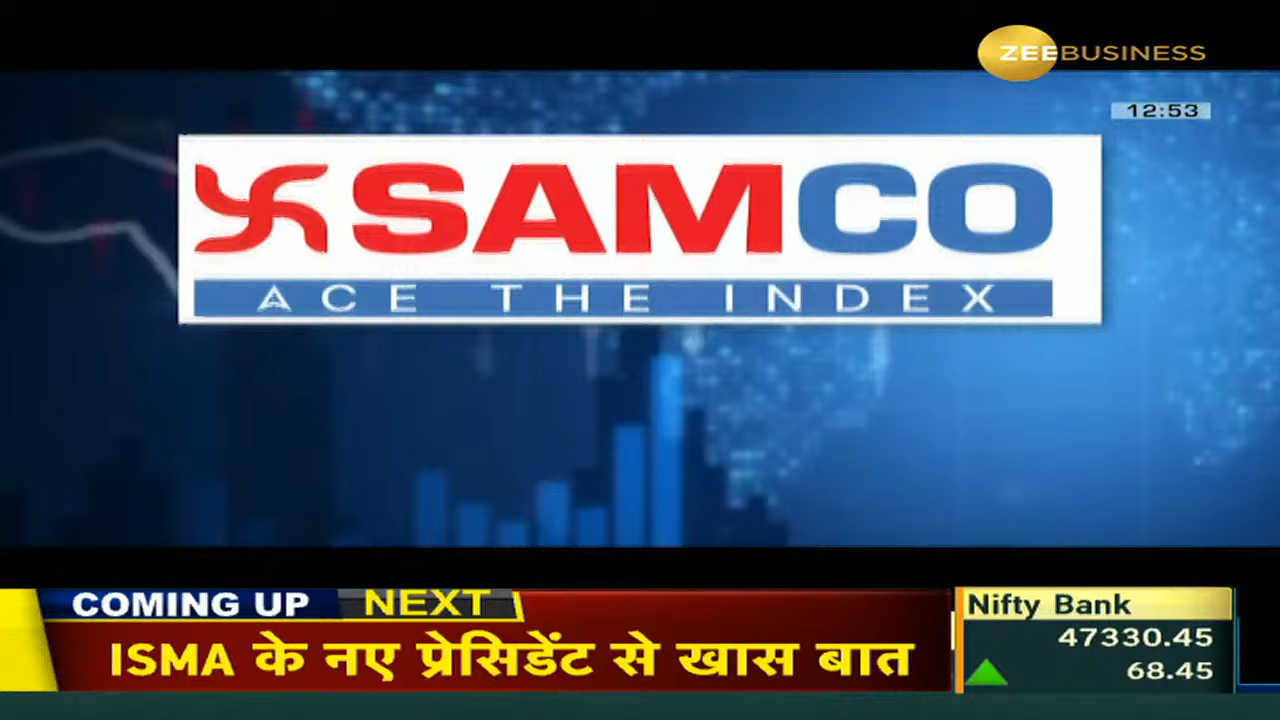 ZEEBUSINESS
12:53
SAMCO
ACE THE INDEX
COMING UP NEXT
ISMA के नए प्रेसिडेंट से खास बात
Nifty Bank
47330.45
68.45